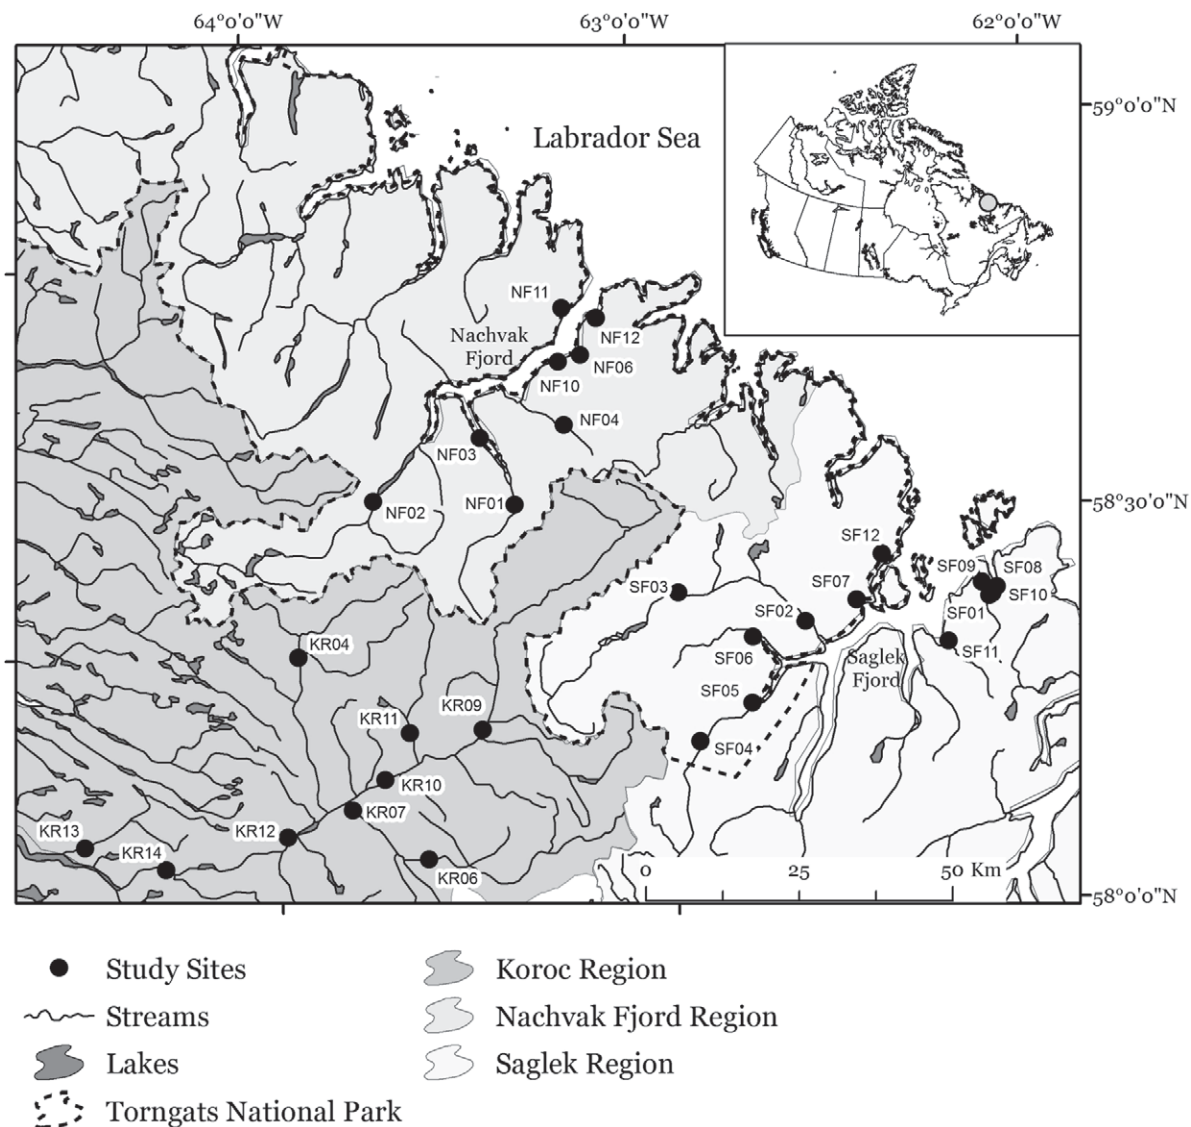 64°0'0"W
63°0'0"W
62°0'0"W
59°0'0"N
Labrador Sea
NF11
Nachvak
Fjord
NF12
NF06
NF10
NF04
NF03
NF02
NF01
58°30'0"N
SF12
SF09
SF08
SF03
SF07
SF10
SF02
SF01
KR04
SF06
Saglek
Fjord
SF11
SF05
KR11
KR09
SF04
KR10
KR07
KR13
KR12
KR14
KR06
0
25
50 Km
58°0'0"N
Study Sites
Koroc Region
Streams
Nachvak Fjord Region
Lakes
Saglek Region
Torngats National Park